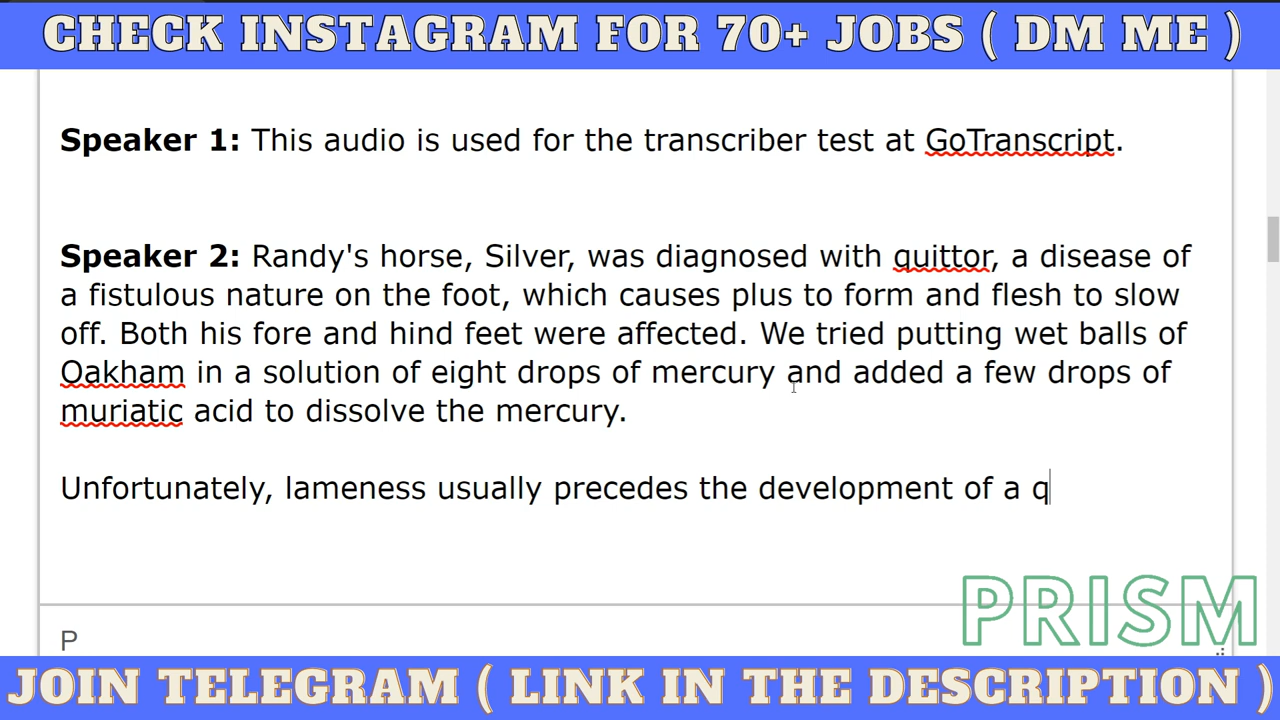 CHECK INSTAGRAM FOR 70+ JOBS ( DM ME )
Speaker 1: This audio is used for the transcriber test at GoTranscript.
Speaker 2: Randy's horse, Silver, was diagnosed with quittor, a disease of
a fistulous nature on the foot, which causes plus to form and flesh to slow
off. Both his fore and hind feet were affected. We tried putting wet balls of
Oakham in a solution of eight drops of mercury and added a few drops of
muriatic acid to dissolve the mercury.
Unfortunately, lameness usually precedes the development of a q
PRISM
P
JOIN TELEGRAM ( LINK IN THE DESCRIPTION )